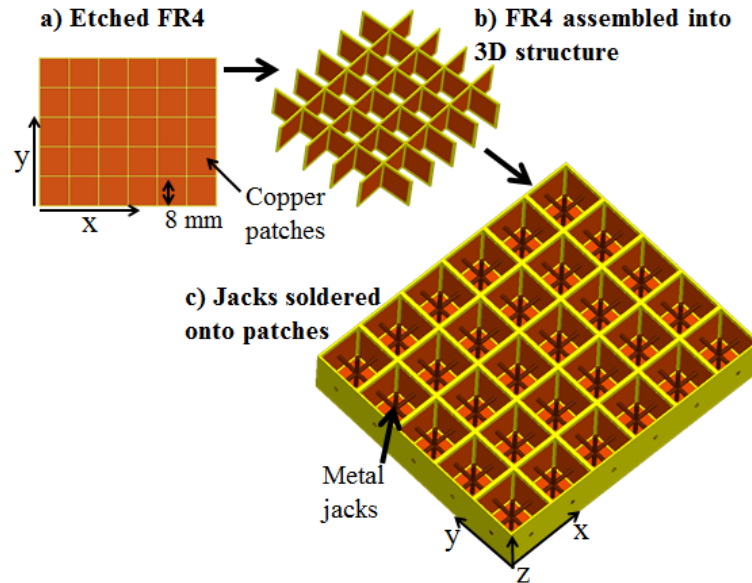 a) Etched FR4
b) FR4 assembled into
3D structure
y
x
8 mm
Copper
patches
c) Jacks soldered
onto patches
Metal
jacks
y
x
z